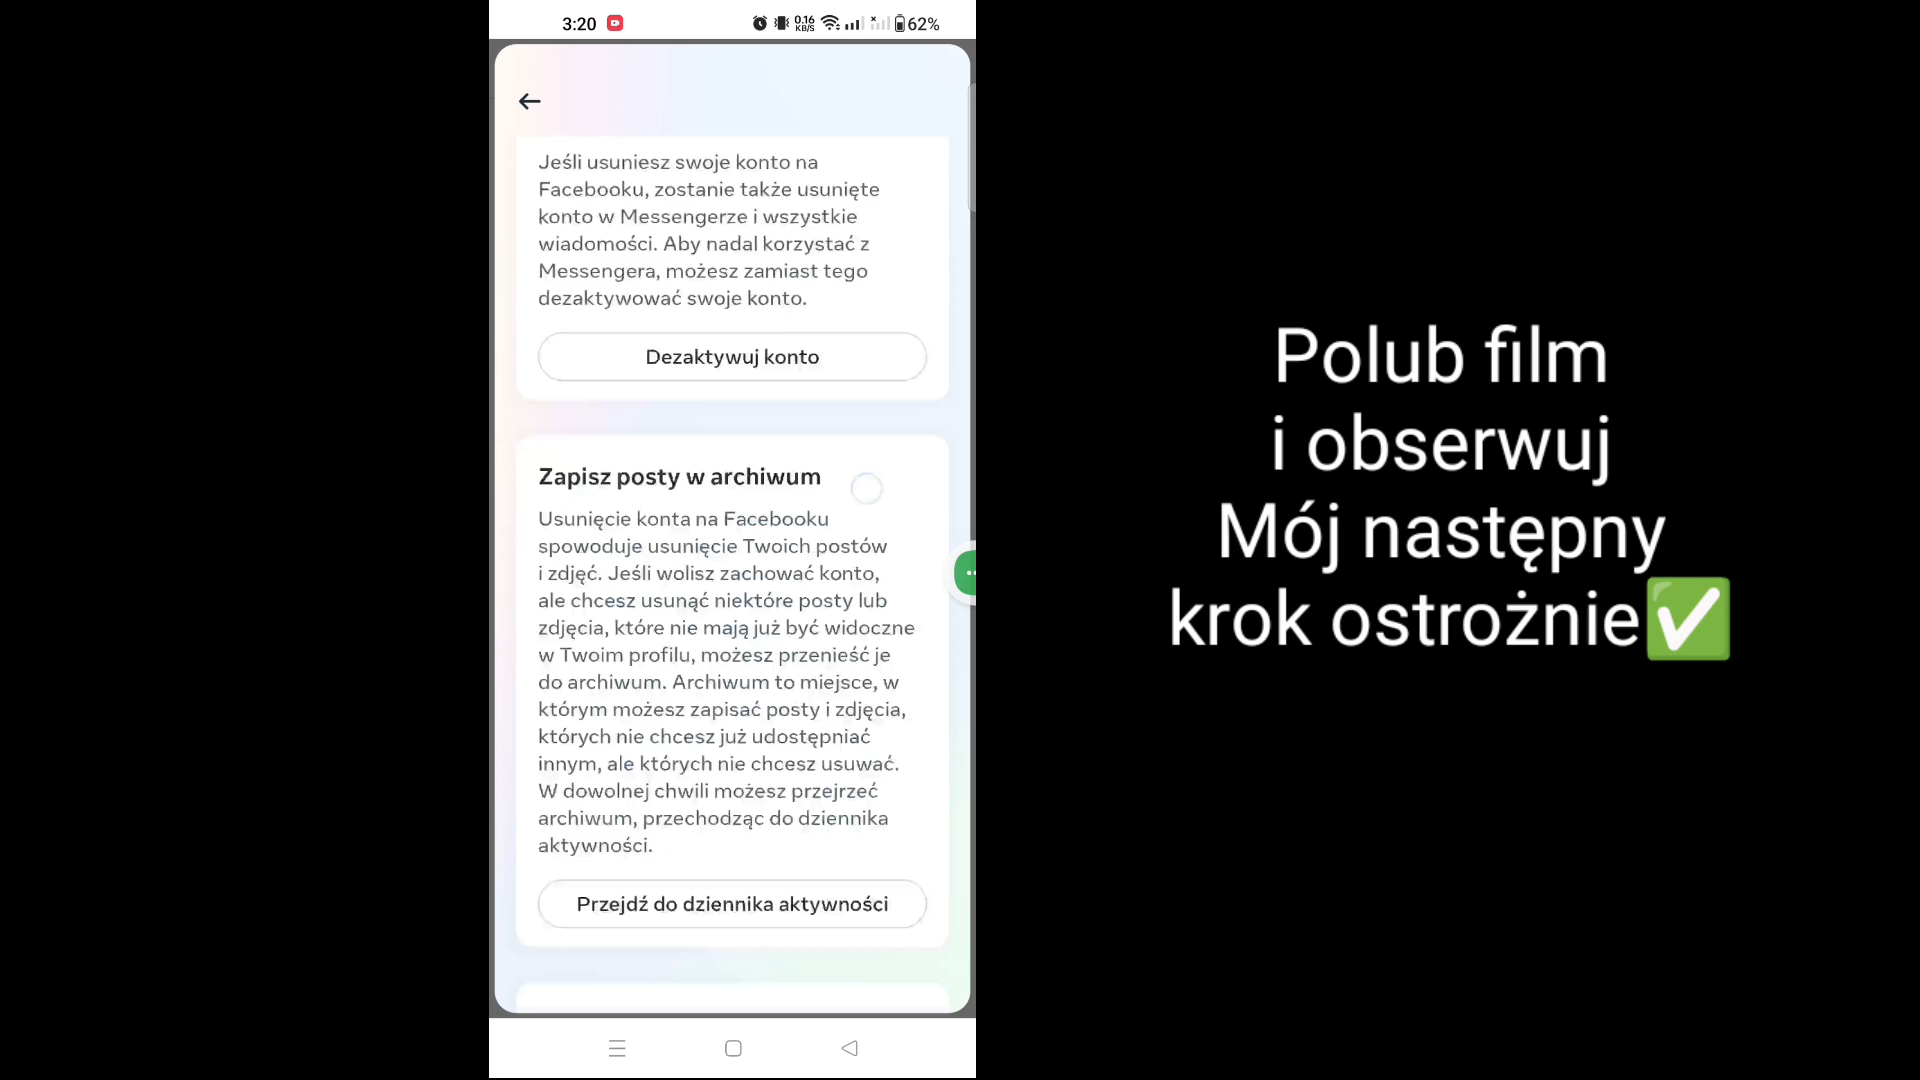 3:20
0.16
KB/S
62%
Jeśli usuniesz swoje konto na
Facebooku, zostanie także usunięte
konto w Messengerze i wszystkie
wiadomości. Aby nadal korzystać z
Messengera, możesz zamiast tego
dezaktywować swoje konto.
Dezaktywuj konto
Zapisz posty w archiwum
Usunięcie konta na Facebooku
spowoduje usunięcie Twoich postów
i zdjęć. Jeśli wolisz zachować konto,
ale chcesz usunąć niektóre posty lub
zdjęcia, które nie mają już być widoczne
w Twoim profilu, możesz przenieść je
do archiwum. Archiwum to miejsce, w
którym możesz zapisać posty i zdjęcia,
których nie chcesz już udostępniać
innym, ale których nie chcesz usuwać.
W dowolnej chwili możesz przejrzeć
archiwum, przechodząc do dziennika
aktywności.
Przejdź do dziennika aktywności
Polub film
i obserwuj
Mój następny
krok ostrożnie✅